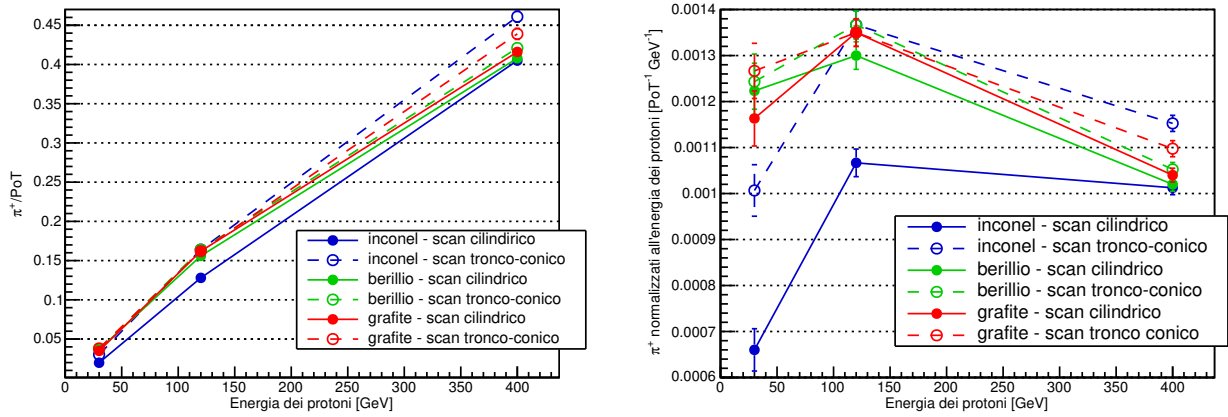 π⁺/PoT
0.45
0.4
0.35
0.3
0.25
0.2
0.15
0.1
0.05
0 50 100 150 200 250 300 350 400
Energia dei protoni [GeV]
inconel - scan cilindrico
inconel - scan tronco-conico
berillio - scan cilindrico
berillio - scan tronco-conico
grafite - scan cilindrico
grafite - scan tronco-conico
π⁺ normalizzati all'energia dei protoni [PoT⁻¹ GeV⁻¹]
0.0014
0.0013
0.0012
0.0011
0.001
0.0009
0.0008
0.0007
0.0006
0 50 100 150 200 250 300 350 400
Energia dei protoni [GeV]
inconel - scan cilindrico
inconel - scan tronco-conico
berillio - scan cilindrico
berillio - scan tronco-conico
grafite - scan cilindrico
grafite - scan tronco conico